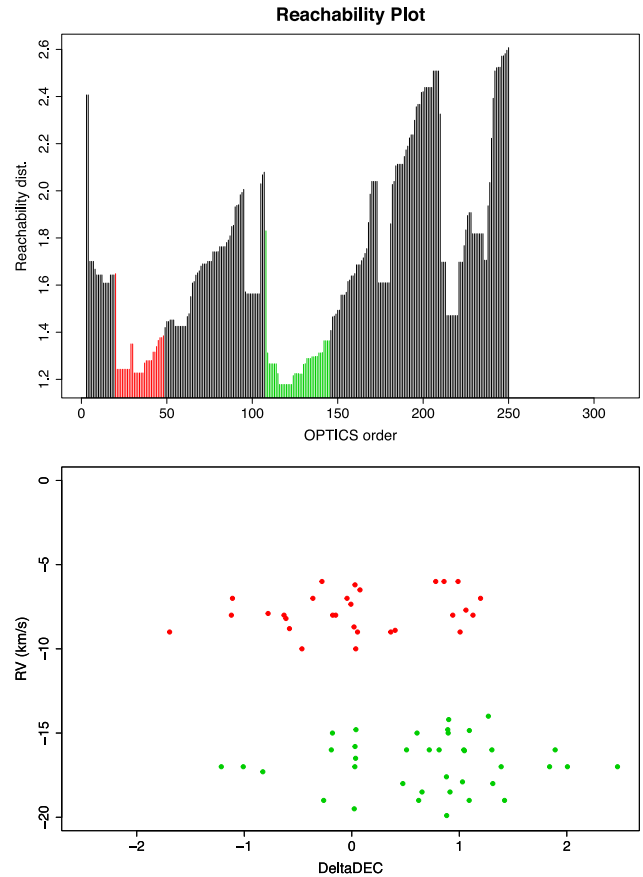 Reachability Plot
Reachability dist.
2.6
2.4
2.2
2.0
1.8
1.6
1.4
1.2
0 50 100 150 200 250 300
OPTICS order
RV (km/s)
0
−5
−10
−15
−20
−2 −1 0 1 2
DeltaDEC